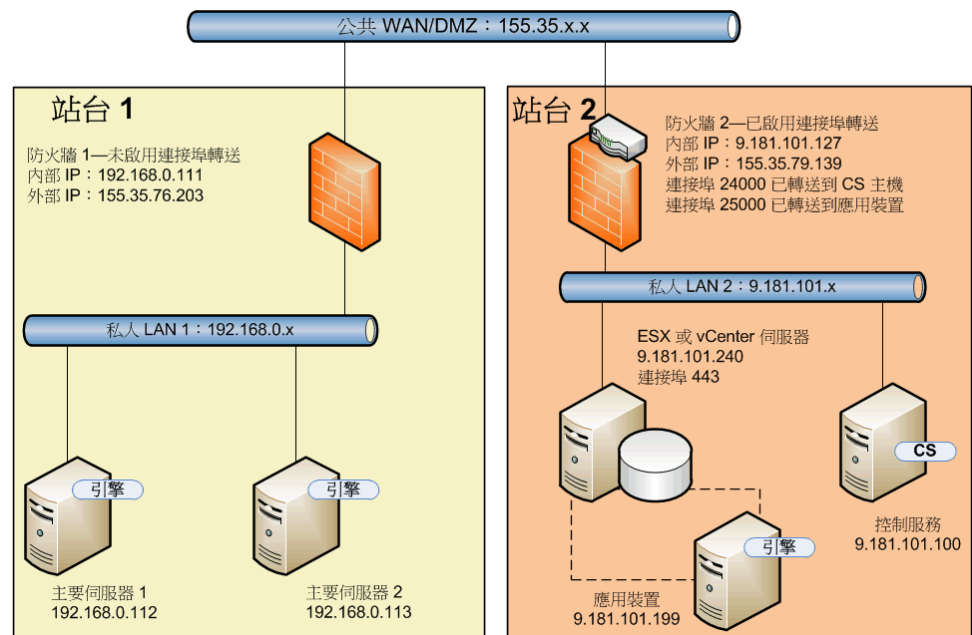 公共 WAN/DMZ：155.35.x.x
站台 1
防火牆 1—未啟用連接埠轉送
內部 IP：192.168.0.111
外部 IP：155.35.76.203
私人 LAN 1：192.168.0.x
引擎
主要伺服器 1
192.168.0.112
引擎
主要伺服器 2
192.168.0.113
站台 2
防火牆 2—已啟用連接埠轉送
內部 IP：9.181.101.127
外部 IP：155.35.79.139
連接埠 24000 已轉送到 CS 主機
連接埠 25000 已轉送到應用裝置
私人 LAN 2：9.181.101.x
ESX 或 vCenter 伺服器
9.181.101.240
連接埠 443
CS
控制服務
9.181.101.100
引擎
應用裝置
9.181.101.199